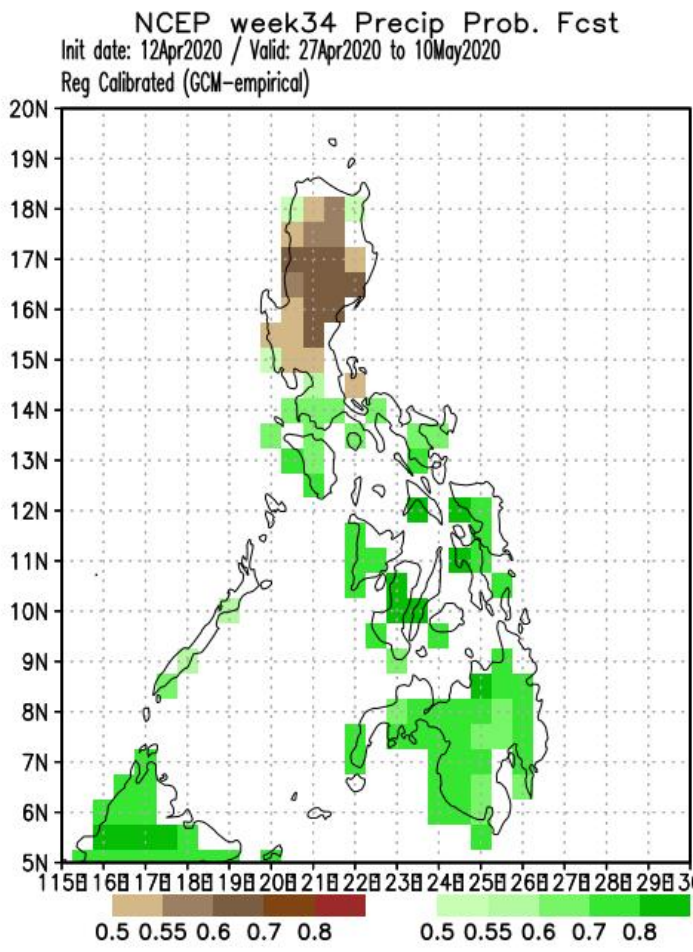 NCEP week34 Precip Prob. Fcst
Init date: 12Apr2020 / Valid: 27Apr2020 to 10May2020
Reg Calibrated (GCM-empirical)
20N
19N
18N
17N
16N
15N
14N
13N
12N
11N
10N
9N
8N
7N
6N
5N
0.5 0.55 0.6 0.7 0.8
0.5 0.55 0.6 0.7 0.8